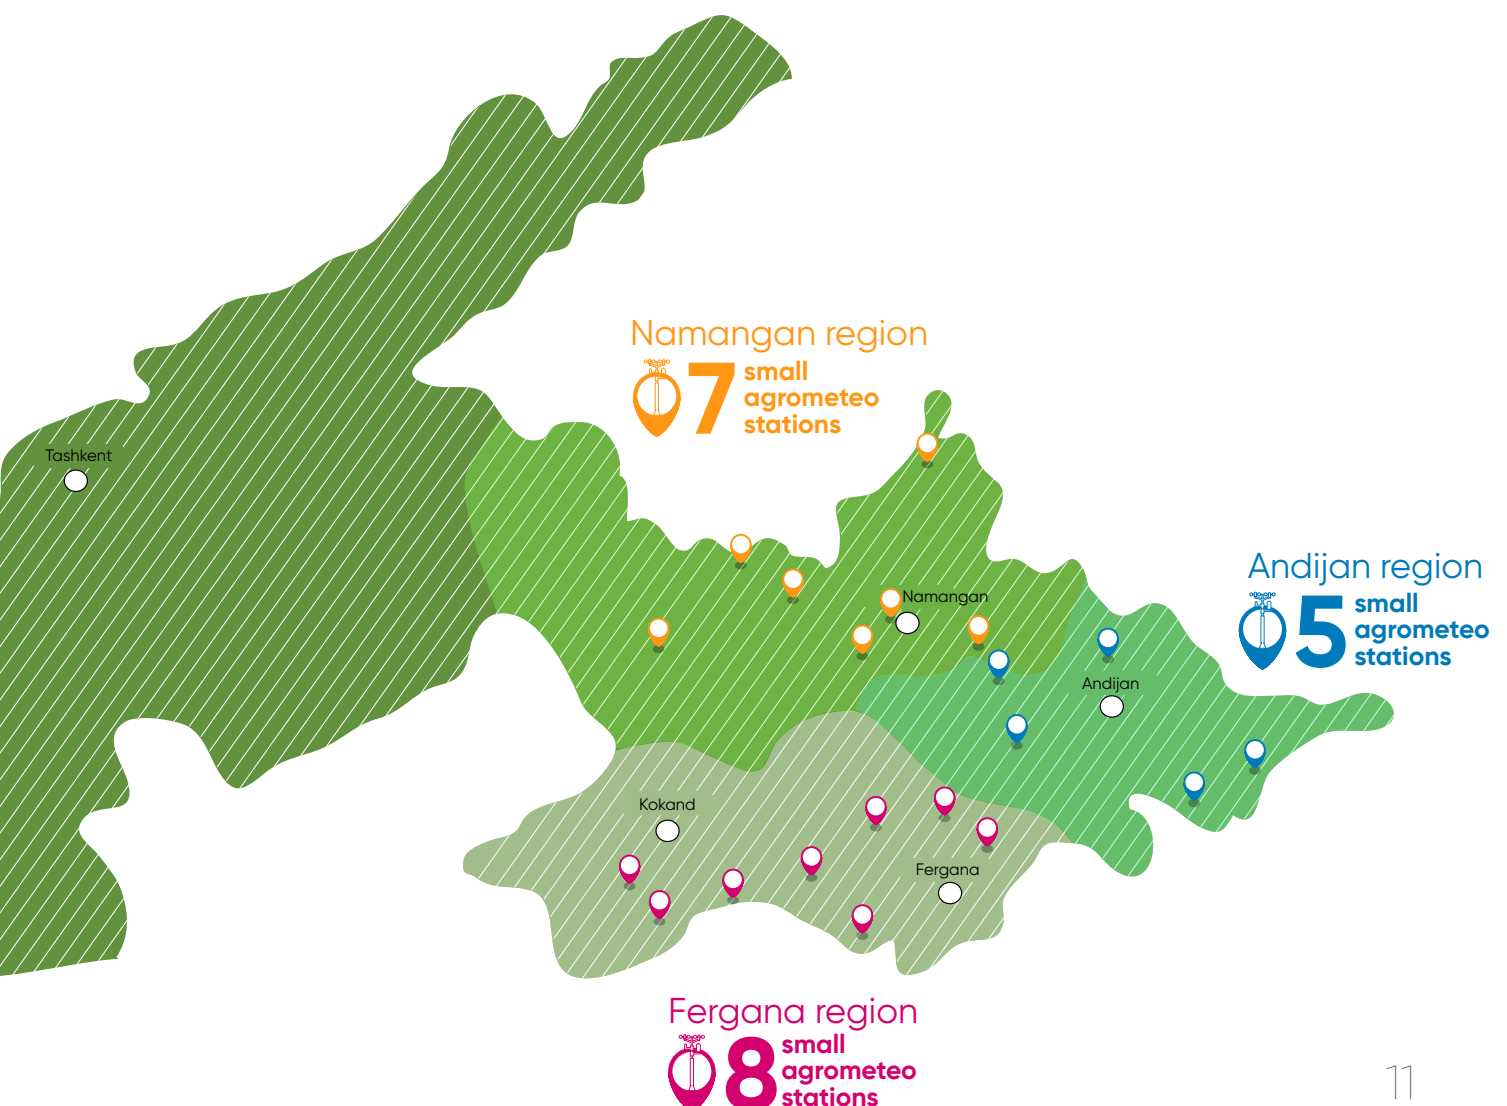 Namangan region
7 small
agrometeo
stations
Tashkent
Andijan region
5 small
agrometeo
stations
Namangan
Andijan
Kokand
Fergana
Fergana region
8 small
agrometeo
stations
11